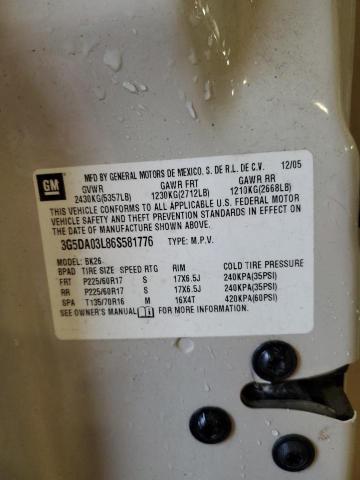 GM
MFD BY GENERAL MOTORS DE MEXICO. S. DE R.L. DE C.V. 12/05
GVWR GAWR FRT GAWR RR
2430KG(5357LB) 1230KG(2712LB) 1210KG(2668LB)
THIS VEHICLE CONFORMS TO ALL APPLICABLE U.S. FEDERAL MOTOR
VEHICLE SAFETY AND THEFT PREVENTION STANDARDS IN EFFECT ON
THE DATE OF MANUFACTURE SHOWN ABOVE.
3G5DA03L86S581776 TYPE: M.P.V.
MODEL: BK26
BPAD TIRE SIZE SPEED RTG RIM COLD TIRE PRESSURE
FRT P225/60R17 S 17X6.5J 240KPA(35PSI)
RR P225/60R17 S 17X6.5J 240KPA(35PSI)
SPA T135/70R16 M 16X4T 420KPA(60PSI)
SEE OWNER'S MANUAL FOR MORE INFORMATION.